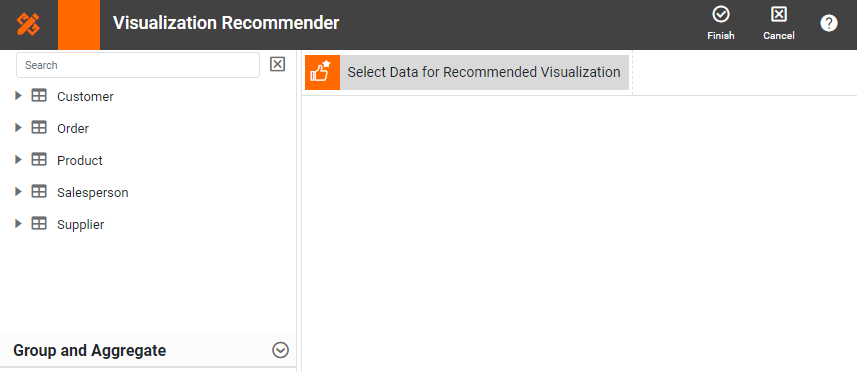 Visualization Recommender
Finish
Cancel
?
Search
Select Data for Recommended Visualization
Customer
Order
Product
Salesperson
Supplier
Group and Aggregate